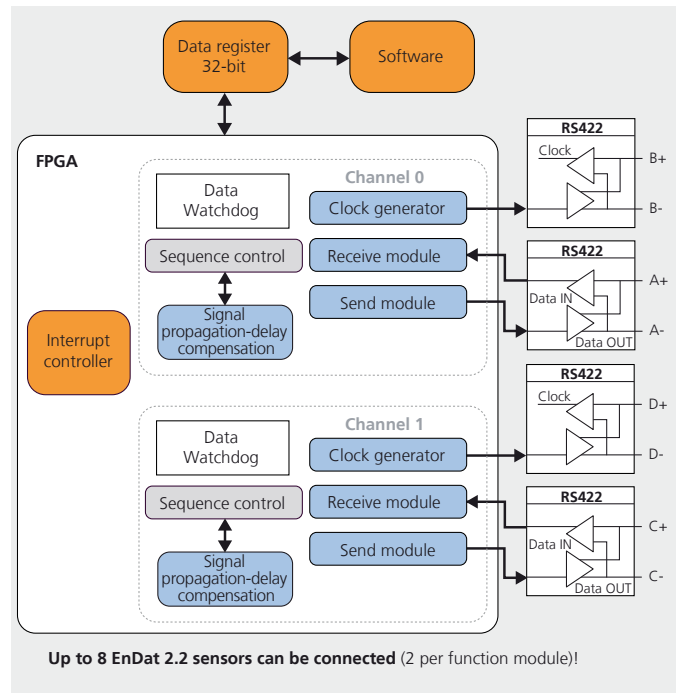 Data register
32-bit
Software
FPGA
Channel 0
Data
Watchdog
Clock generator
Sequence control
Receive module
Send module
Signal
propagation-delay
compensation
Interrupt
controller
RS422
Clock
B+
B-
RS422
A+
Data IN
A-
Data OUT
Channel 1
Data
Watchdog
Clock generator
Sequence control
Receive module
Send module
Signal
propagation-delay
compensation
RS422
Clock
D+
D-
RS422
C+
Data IN
C-
Data OUT
Up to 8 EnDat 2.2 sensors can be connected (2 per function module)!